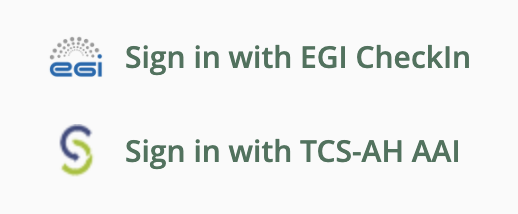 egi Sign in with EGI CheckIn
Sign in with TCS-AH AAI